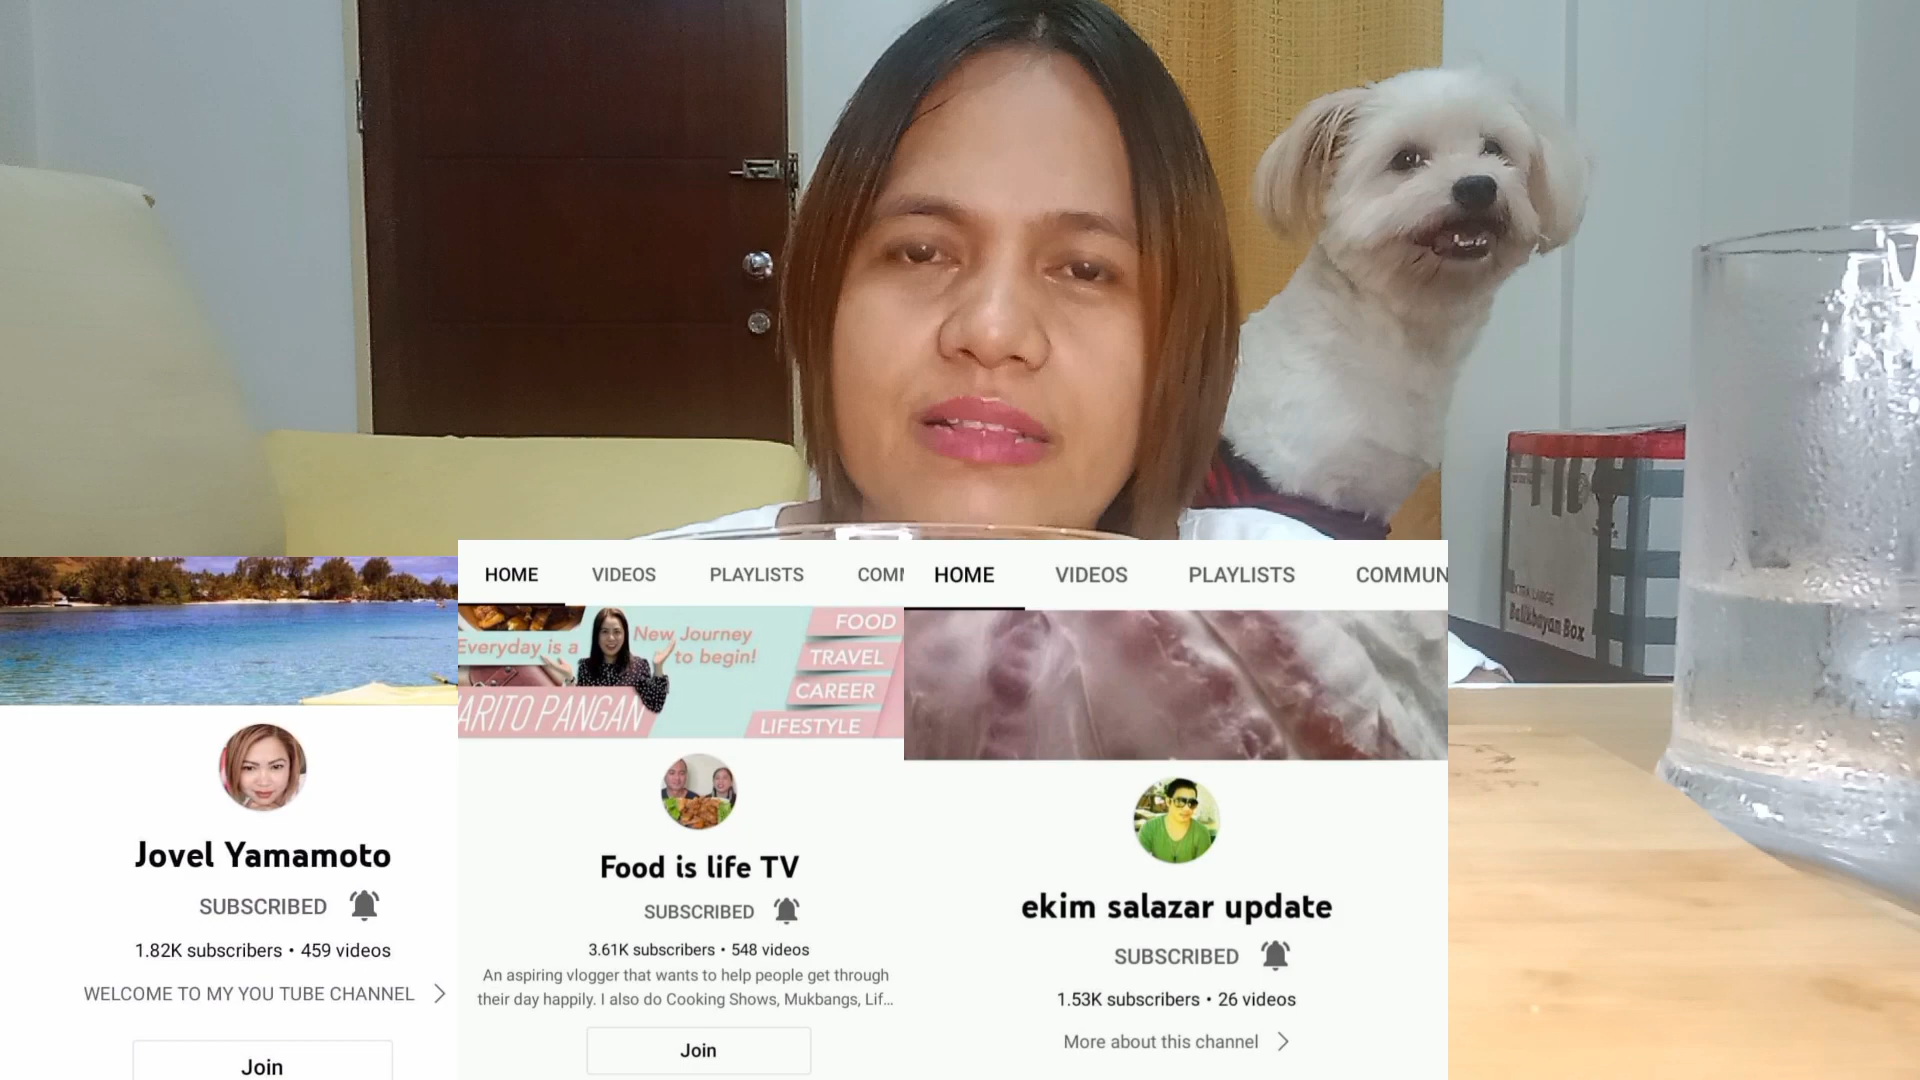 EXTRA LARGE
Balikbayan Box
WELCOME TO MY YOU TUBE CHANNEL
Jovel Yamamoto
SUBSCRIBED
1.82K subscribers • 459 videos
Join
HOME VIDEOS PLAYLISTS COMM
Everyday is a New Journey to begin!
ARITO PANGAN
FOOD
TRAVEL
CAREER
LIFESTYLE
Food is life TV
SUBSCRIBED
3.61K subscribers • 548 videos
An aspiring vlogger that wants to help people get through
their day happily. I also do Cooking Shows, Mukbangs, Lif...
Join
HOME VIDEOS PLAYLISTS COMMUN
ekim salazar update
SUBSCRIBED
1.53K subscribers • 26 videos
More about this channel